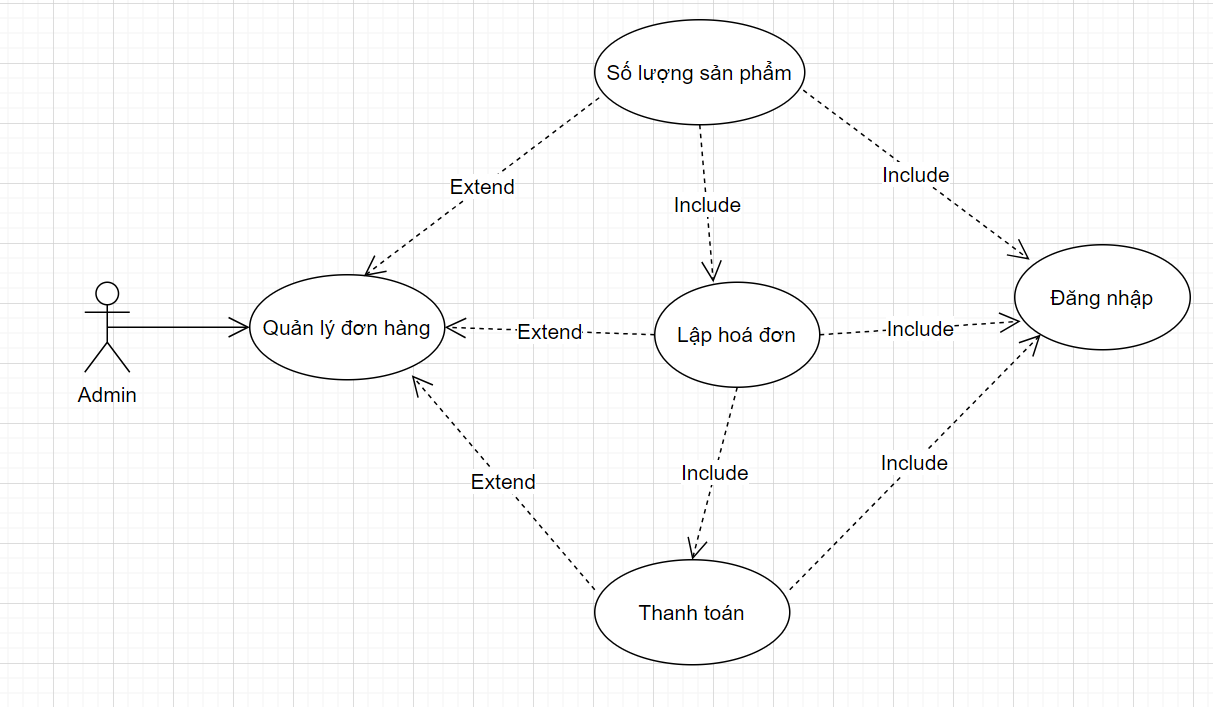 Số lượng sản phẩm
Extend
Include
Include
Quản lý đơn hàng
Extend
Lập hoá đơn
Include
Đăng nhập
Admin
Extend
Include
Include
Thanh toán